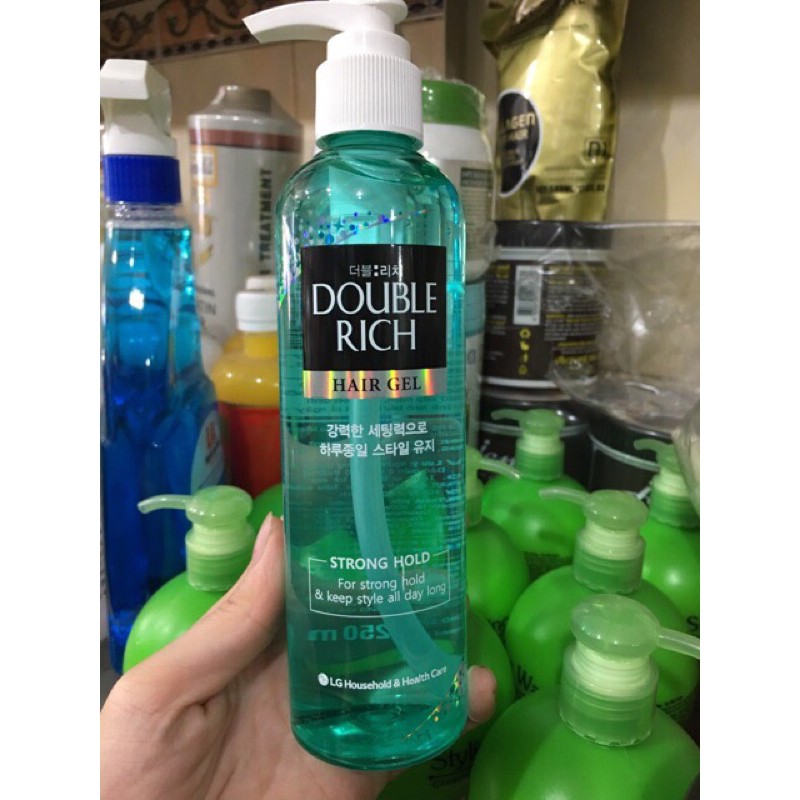 더블:리치
DOUBLE
RICH
HAIR GEL
강력한 세팅력으로
하루종일 스타일 유지
STRONG HOLD
For strong hold
& keep style all day long
250 m
LG Household & Health Care
TREATMENT